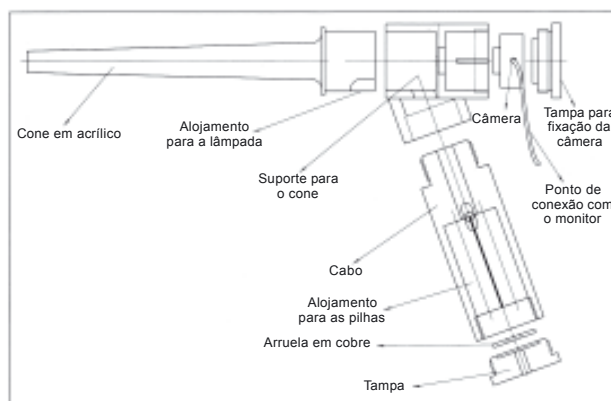 Cone em acrílico
Alojamento
para a lâmpada
Suporte para
o cone
Câmera
Tampa para
fixação da
câmera
Ponto de
conexão com
o monitor
Cabo
Alojamento
para as pilhas
Arruela em cobre
Tampa